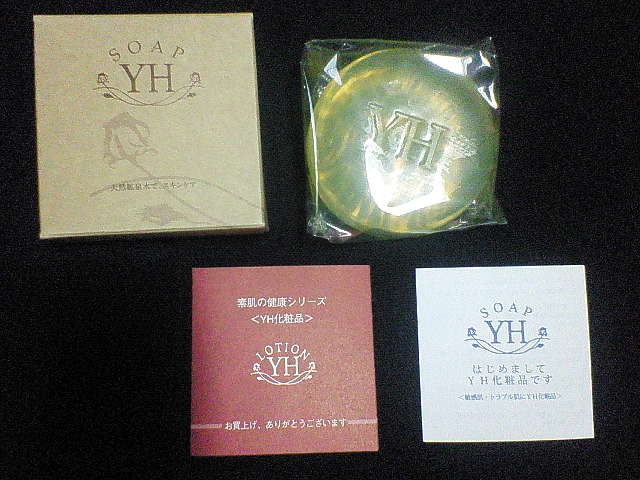 SOAP
YH
天然鉱泉水で、スキンケア
YH
素肌の健康シリーズ
<YH化粧品>
LOTION
YH
お買上げ、ありがとうございます
SOAP
YH
はじめまして
YH化粧品です
<敏感肌・トラブル肌にYH化粧品>